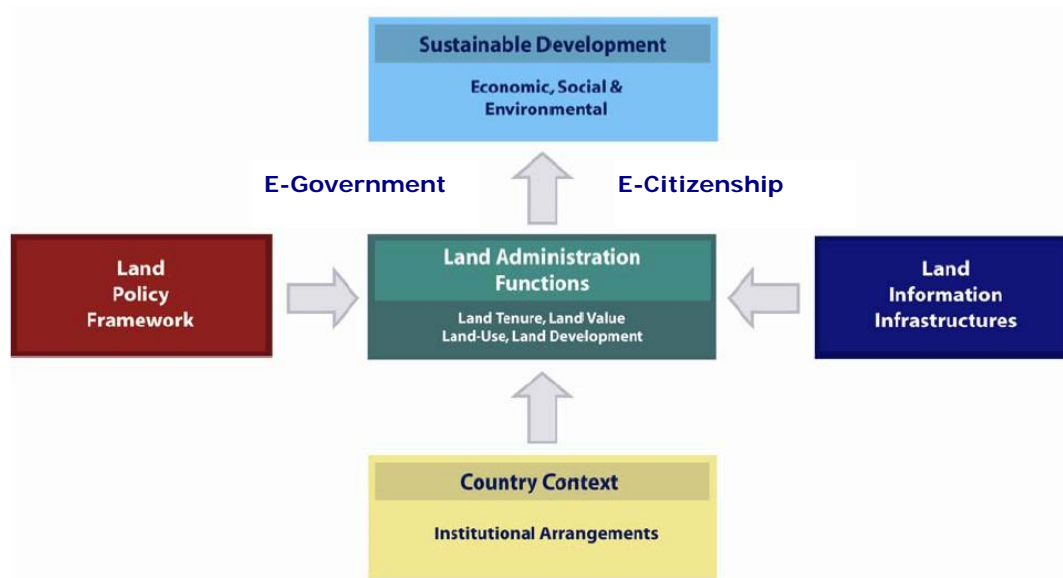 Sustainable Development
Economic, Social &
Environmental
E-Government
E-Citizenship
Land
Policy
Framework
Land Administration
Functions
Land Tenure, Land Value
Land-Use, Land Development
Land
Information
Infrastructures
Country Context
Institutional Arrangements